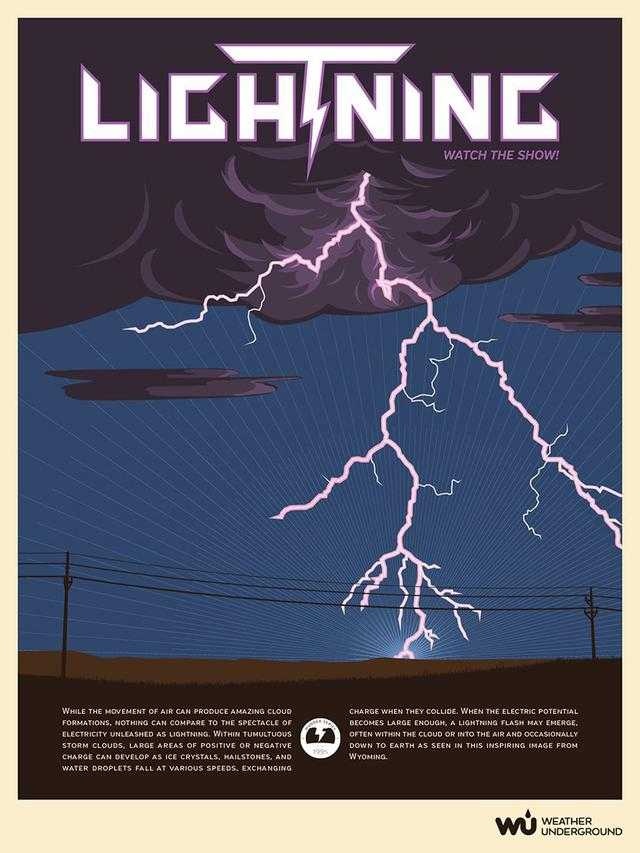 LIGHTNING
WATCH THE SHOW!
While the movement of air can produce amazing cloud
formations, nothing can compare to the spectacle of
electricity unleashed as lightning. Within tumultuous
storm clouds, large areas of positive or negative
charge can develop as ice crystals, hailstones, and
water droplets fall at various speeds, exchanging
1995
charge when they collide. When the electric potential
becomes large enough, a lightning flash may emerge,
often within the cloud or into the air and occasionally
down to earth as seen in this inspiring image from
Wyoming.
WU WEATHER
UNDERGROUND